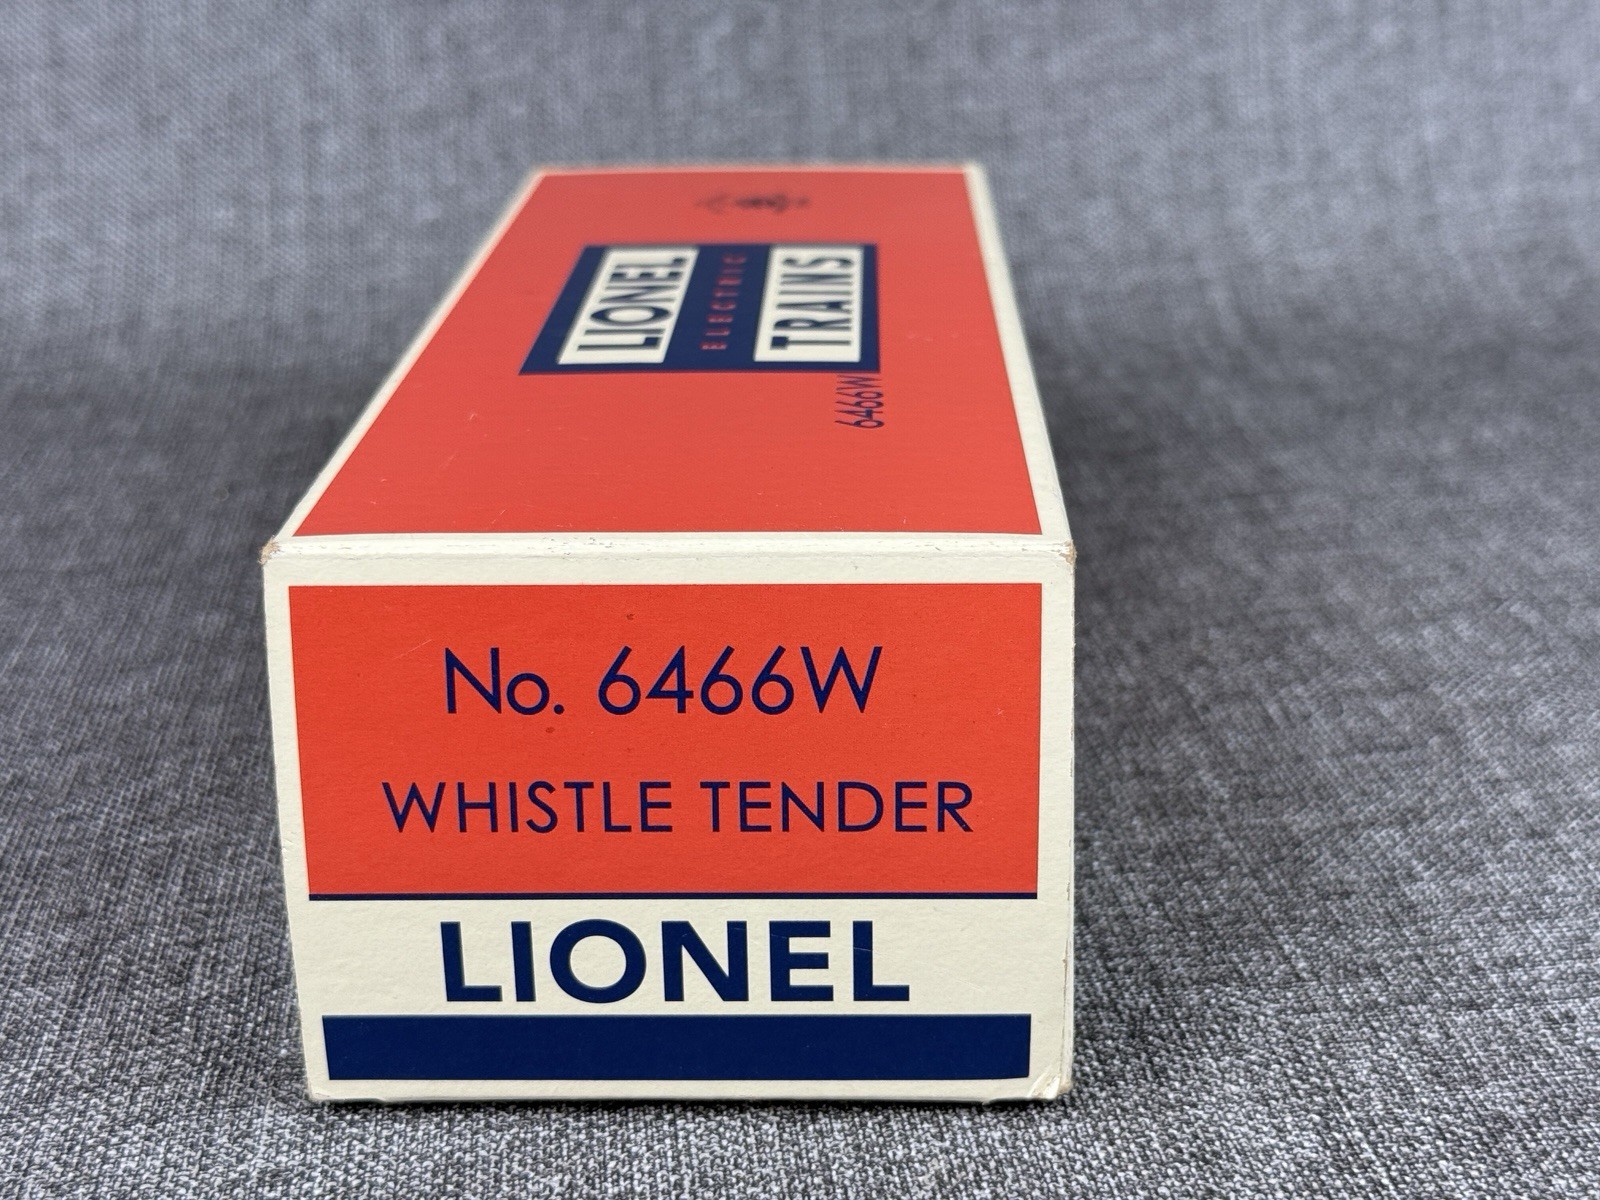 LIONEL
ELECTRIC
TRAINS
6466W
No. 6466W
WHISTLE TENDER
LIONEL